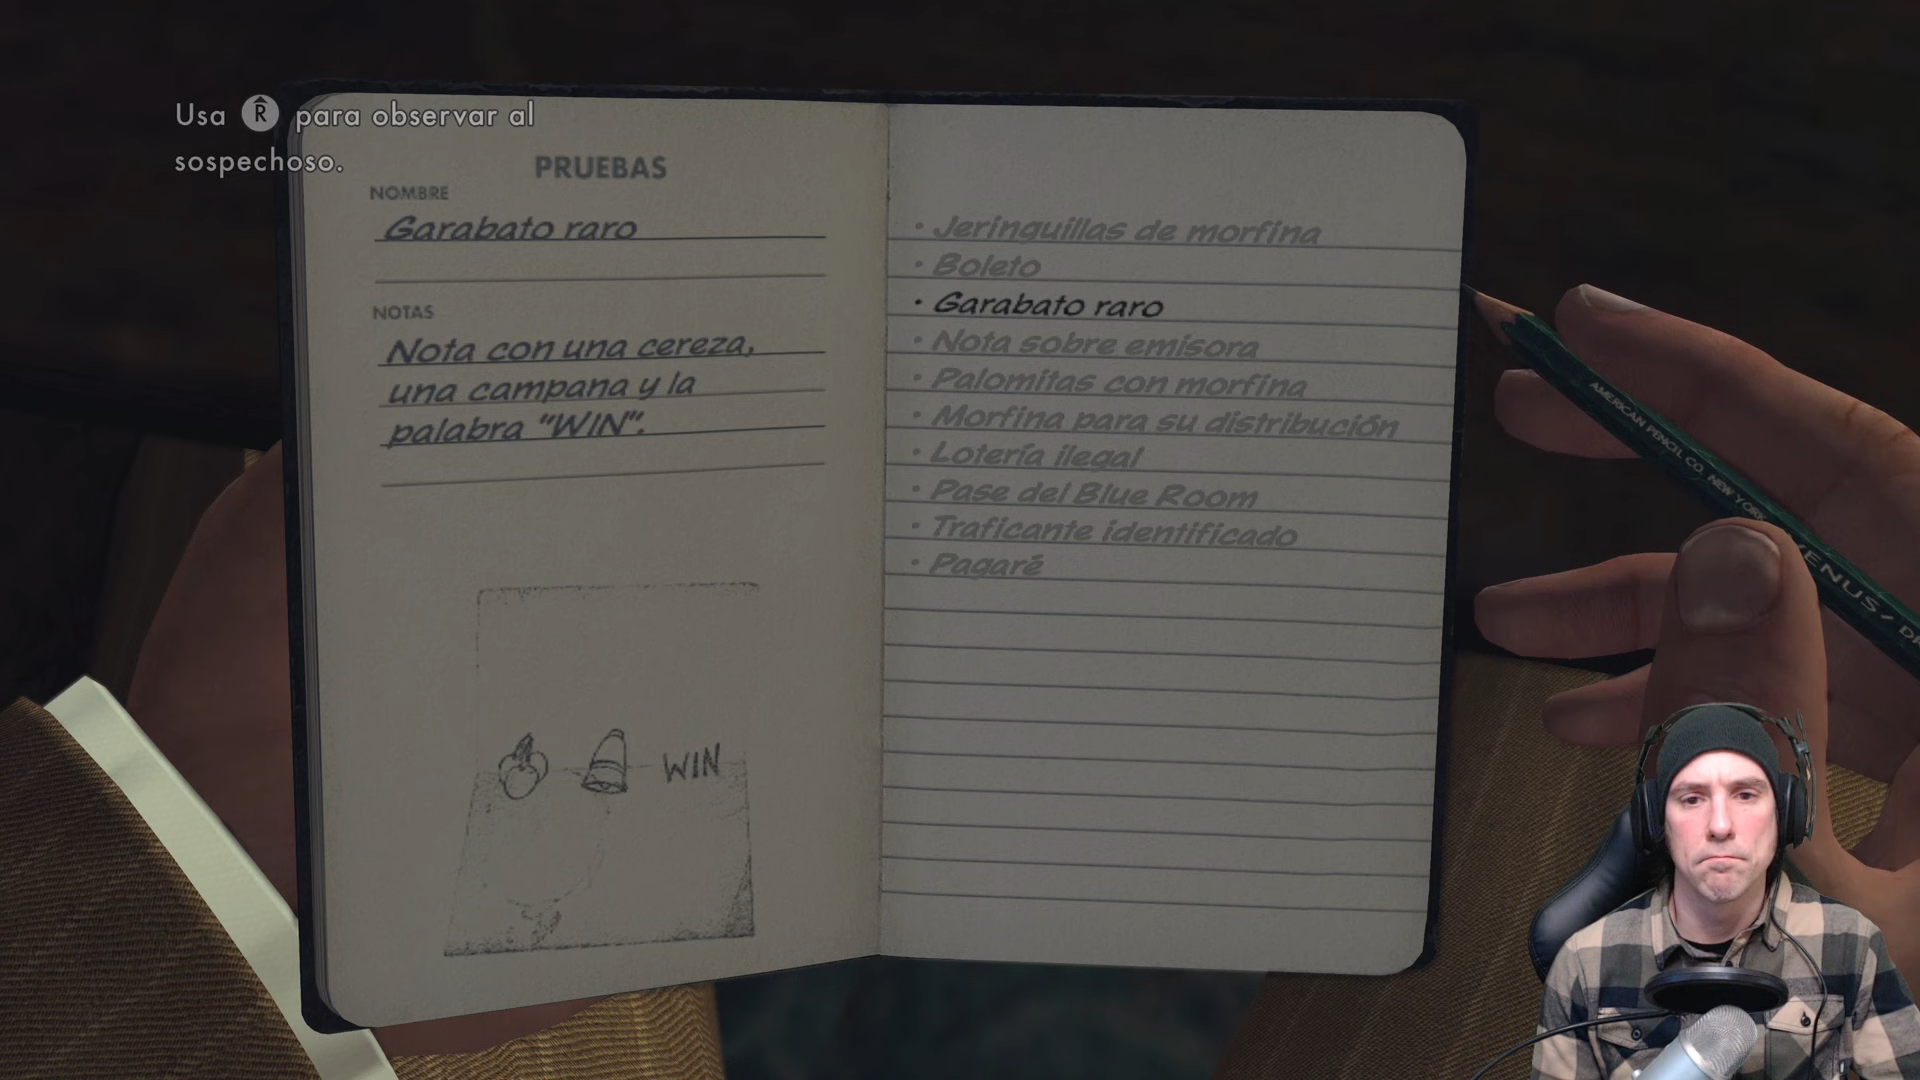 Usa R para observar al
sospechoso.
PRUEBAS
NOMBRE
Garabato raro
NOTAS
Nota con una cereza,
una campana y la
palabra "WIN".
WIN
• Jeringuillas de morfina
• Boleto
• Garabato raro
• Nota sobre emisora
• Palomitas con morfina
• Morfina para su distribución
• Lotería ilegal
• Pase del Blue Room
• Traficante identificado
• Pagaré
AMERICAN PENCIL CO. NEW YORK
VENUS